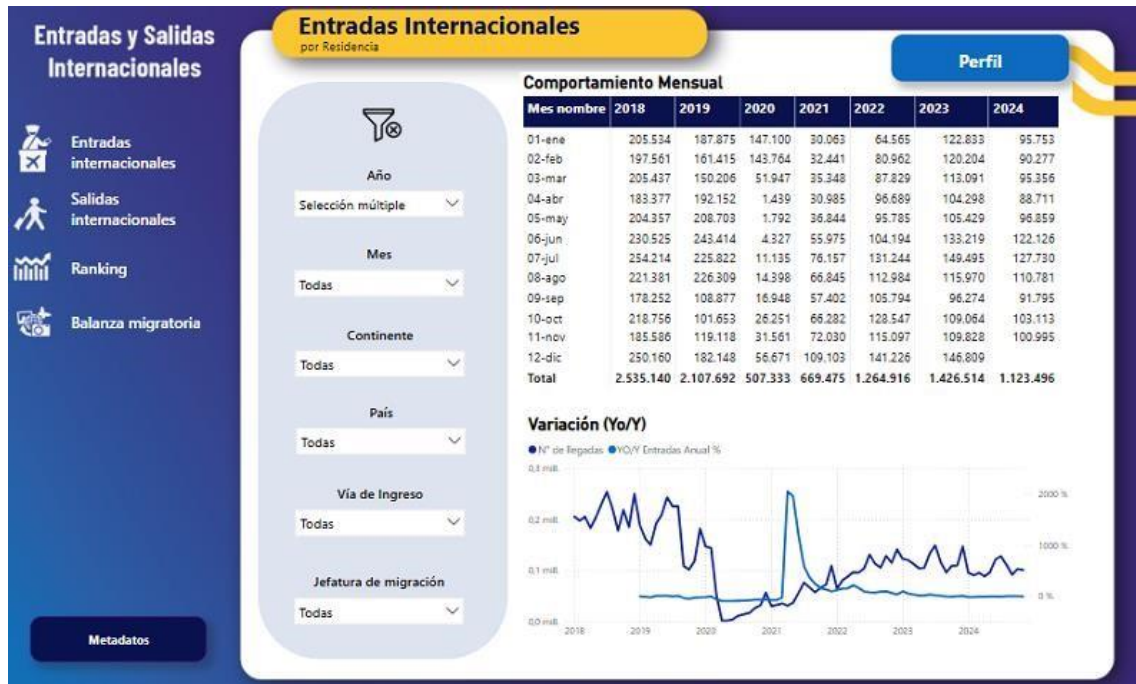 Entradas y Salidas
Internacionales
Entradas
internacionales
Salidas
internacionales
Ranking
Balanza migratoria
Metadatos
Entradas Internacionales
por Residencia
Perfil
Año
Selección múltiple
Mes
Todas
Continente
Todas
País
Todas
Vía de Ingreso
Todas
Jefatura de migración
Todas
Comportamiento Mensual
Mes nombre 2018 2019 2020 2021 2022 2023 2024
01-ene 205.534 187.875 147.100 30.063 64.565 122.833 95.753
02-feb 197.561 161.415 143.764 32.441 80.962 120.204 90.277
03-mar 205.437 150.206 51.947 35.348 87.829 113.091 95.356
04-abr 183.377 192.152 1.439 30.985 96.689 104.298 88.711
05-may 204.357 208.703 1.792 36.844 95.785 105.429 96.859
06-jun 230.525 243.414 4.327 55.975 104.194 133.219 122.126
07-jul 254.214 225.822 11.135 76.157 131.244 149.495 127.730
08-ago 221.381 226.309 14.398 66.845 112.984 115.970 110.781
09-sep 178.252 108.877 16.948 57.402 105.794 96.274 91.795
10-oct 218.756 101.653 26.251 66.282 128.547 109.064 103.113
11-nov 185.586 119.118 31.561 72.030 115.097 109.828 100.995
12-dic 250.160 182.148 56.671 109.103 141.226 146.809
Total 2.535.140 2.107.692 507.333 669.475 1.264.916 1.426.514 1.123.496
Variación (Yo/Y)
N° de llegadas YO/Y Entradas Anual %
0,3 mill.
0,2 mill.
0,1 mill.
0,0 mill.
2000 %
1000 %
0 %
2018 2019 2020 2021 2022 2023 2024